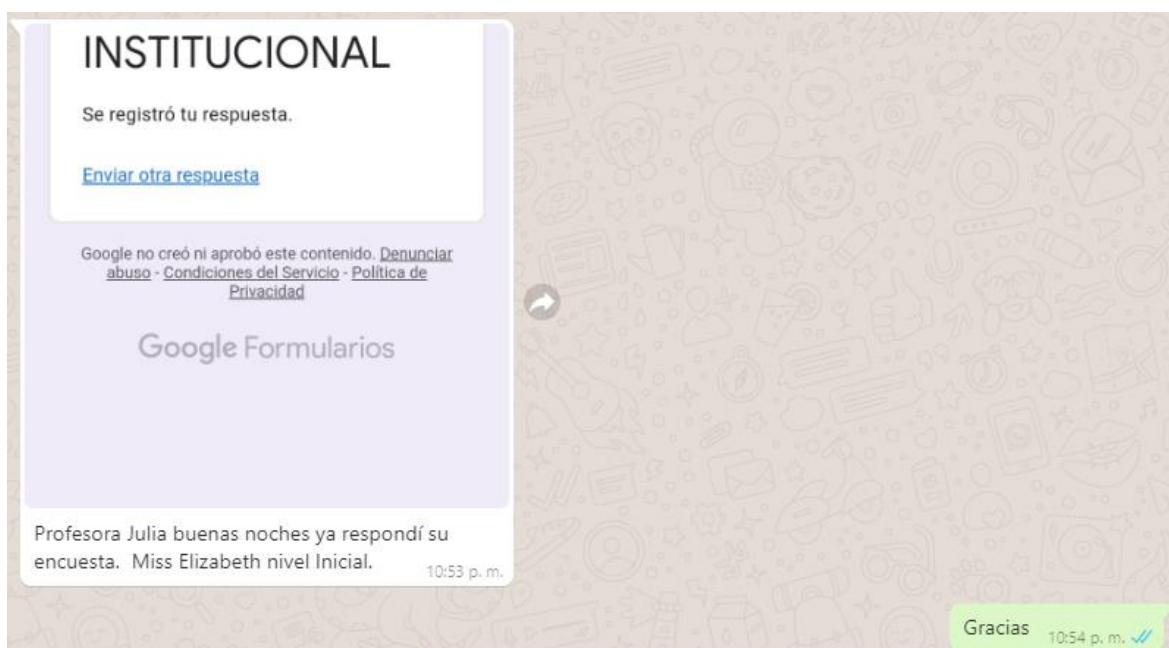 INSTITUCIONAL
Se registró tu respuesta.
Enviar otra respuesta
Google no creó ni aprobó este contenido. Denunciar
abuso - Condiciones del Servicio - Política de
Privacidad
Google Formularios
Profesora Julia buenas noches ya respondí su
encuesta. Miss Elizabeth nivel Inicial.
10:53 p. m.
Gracias
10:54 p. m.